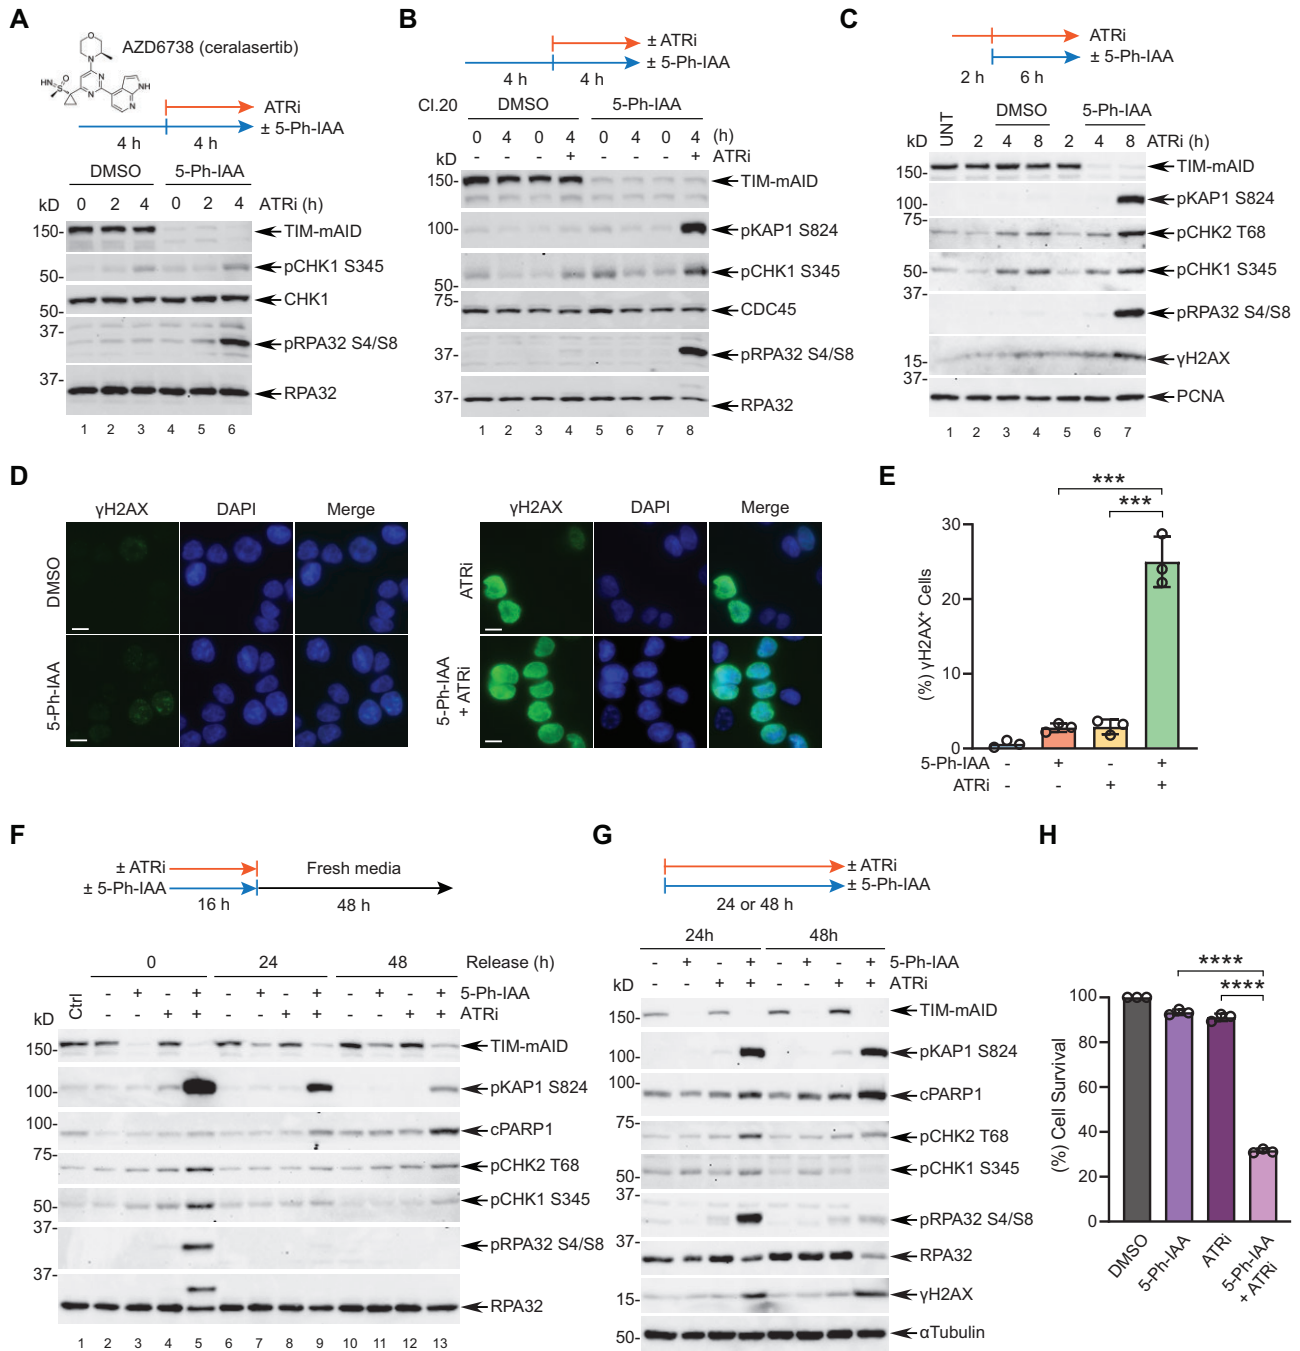 A
AZD6738 (ceralasertib)
O
N
HN
O
S
N
N
NH
N
ATRi
± 5-Ph-IAA
4 h 4 h
DMSO 5-Ph-IAA
kD 0 2 4 0 2 4 ATRi (h)
150- TIM-mAID
pCHK1 S345
50-
CHK1
50-
37-
pRPA32 S4/S8
37-
RPA32
1 2 3 4 5 6
B
± ATRi
± 5-Ph-IAA
4 h 4 h
Cl.20 DMSO 5-Ph-IAA
0 4 0 4 0 4 0 4 (h)
kD - - - + - - - + ATRi
150- TIM-mAID
100- pKAP1 S824
pCHK1 S345
50-
75-
CDC45
37- pRPA32 S4/S8
37- RPA32
1 2 3 4 5 6 7 8
C
ATRi
± 5-Ph-IAA
2 h 6 h
DMSO 5-Ph-IAA
kD UNT 2 4 8 2 4 8 ATRi (h)
150- TIM-mAID
100- pKAP1 S824
75-
pCHK2 T68
50- pCHK1 S345
37-
pRPA32 S4/S8
15- γH2AX
37-
PCNA
1 2 3 4 5 6 7
D
γH2AX DAPI Merge γH2AX DAPI Merge
DMSO
5-Ph-IAA
ATRi
5-Ph-IAA
+ ATRi
E
***
***
(%) γH2AX+ Cells
30
20
10
0
5-Ph-IAA - + - +
ATRi - - + +
F
± ATRi Fresh media
± 5-Ph-IAA
16 h 48 h
0 24 48 Release (h)
Ctrl - + - + - + - + - + - + 5-Ph-IAA
kD - - + + - - + + - - + + ATRi
150- TIM-mAID
100- pKAP1 S824
100- cPARP1
75-
pCHK2 T68
50- pCHK1 S345
37-
pRPA32 S4/S8
37-
RPA32
1 2 3 4 5 6 7 8 9 10 11 12 13
G
± ATRi
± 5-Ph-IAA
24 or 48 h
24h 48h
- + - + - + - + 5-Ph-IAA
kD - - + + - - + + ATRi
150- TIM-mAID
100- pKAP1 S824
100-
cPARP1
75-
pCHK2 T68
50- pCHK1 S345
37-
pRPA32 S4/S8
37-
RPA32
15- γH2AX
50- αTubulin
H
****
****
(%) Cell Survival
100
80
60
40
20
0
DMSO
5-Ph-IAA
ATRi
5-Ph-IAA
+ ATRi